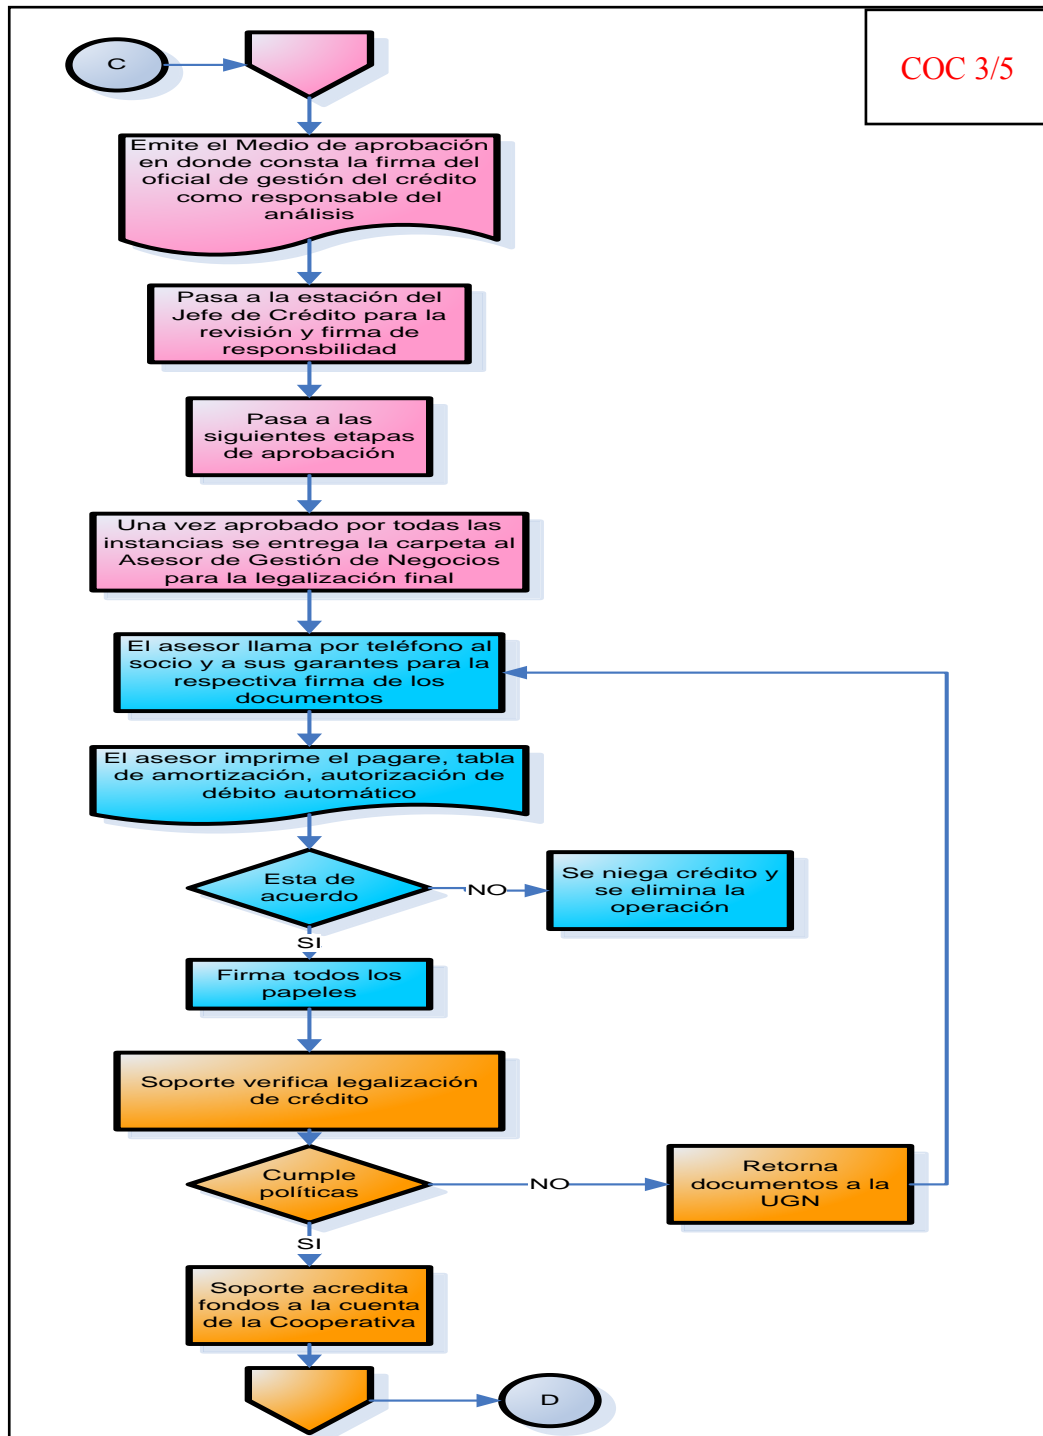 C
COC 3/5
Emite el Medio de aprobación
en donde consta la firma del
oficial de gestión del crédito
como responsable del
análisis
Pasa a la estación del
Jefe de Crédito para la
revisión y firma de
responsbilidad
Pasa a las
siguientes etapas
de aprobación
Una vez aprobado por todas las
instancias se entrega la carpeta al
Asesor de Gestión de Negocios
para la legalización final
El asesor llama por teléfono al
socio y a sus garantes para la
respectiva firma de los
documentos
El asesor imprime el pagare, tabla
de amortización, autorización de
débito automático
Esta de
acuerdo
NO
Se niega crédito y
se elimina la
operación
SI
Firma todos los
papeles
Soporte verifica legalización
de crédito
Cumple
políticas
NO
Retorna
documentos a la
UGN
SI
Soporte acredita
fondos a la cuenta
de la Cooperativa
D